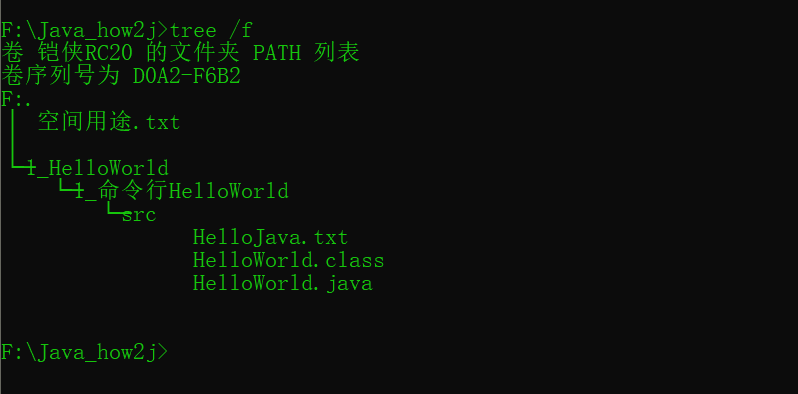 F:\Java_how2j>tree /f
卷 铠侠RC20 的文件夹 PATH 列表
卷序列号为 D0A2-F6B2
F:.
│  空间用途.txt
│
└─1_HelloWorld
    └─1_命令行HelloWorld
        └─src
                HelloJava.txt
                HelloWorld.class
                HelloWorld.java
F:\Java_how2j>